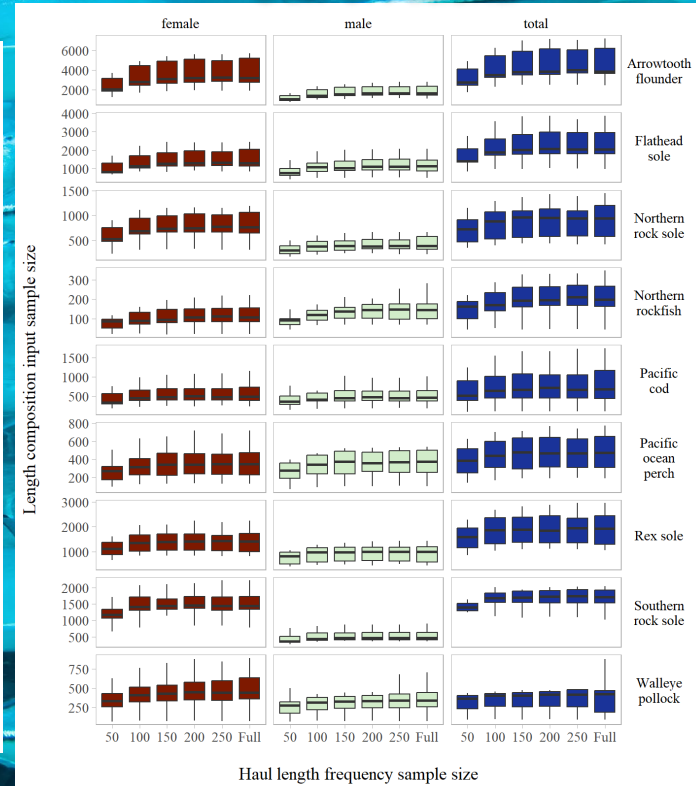 female male total
6000
4000
2000
Arrowtooth
flounder
4000
3000
2000
1000
Flathead
sole
1500
1000
500
Northern
rock sole
300
200
100
Northern
rockfish
1500
1000
500
Pacific
cod
800
600
400
200
Pacific
ocean
perch
3000
2000
1000
Rex sole
2000
1500
1000
500
Southern
rock sole
750
500
250
Walleye
pollock
Length composition input sample size
50 100 150 200 250 Full 50 100 150 200 250 Full 50 100 150 200 250 Full
Haul length frequency sample size